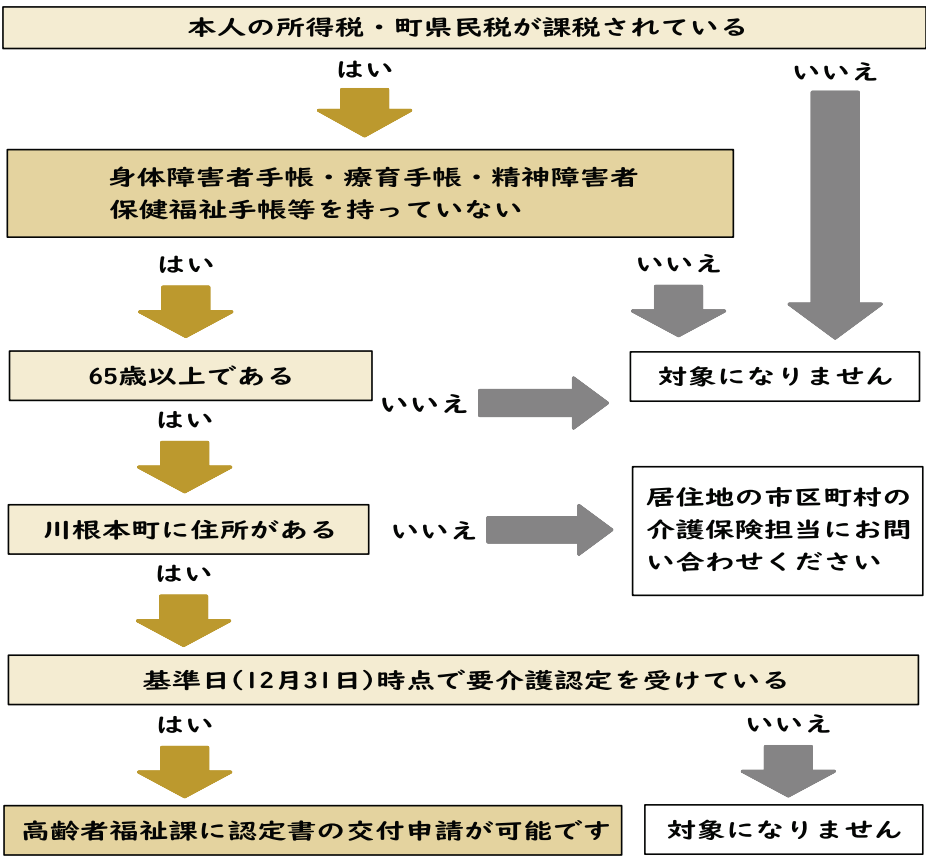 本人の所得税・町県民税が課税されている
はい
いいえ
身体障害者手帳・療育手帳・精神障害者
保健福祉手帳等を持っていない
はい
いいえ
65歳以上である
いいえ
対象になりません
はい
川根本町に住所がある
いいえ
居住地の市区町村の
介護保険担当にお問
い合わせください
はい
基準日(12月31日)時点で要介護認定を受けている
はい
いいえ
高齢者福祉課に認定書の交付申請が可能です
対象になりません